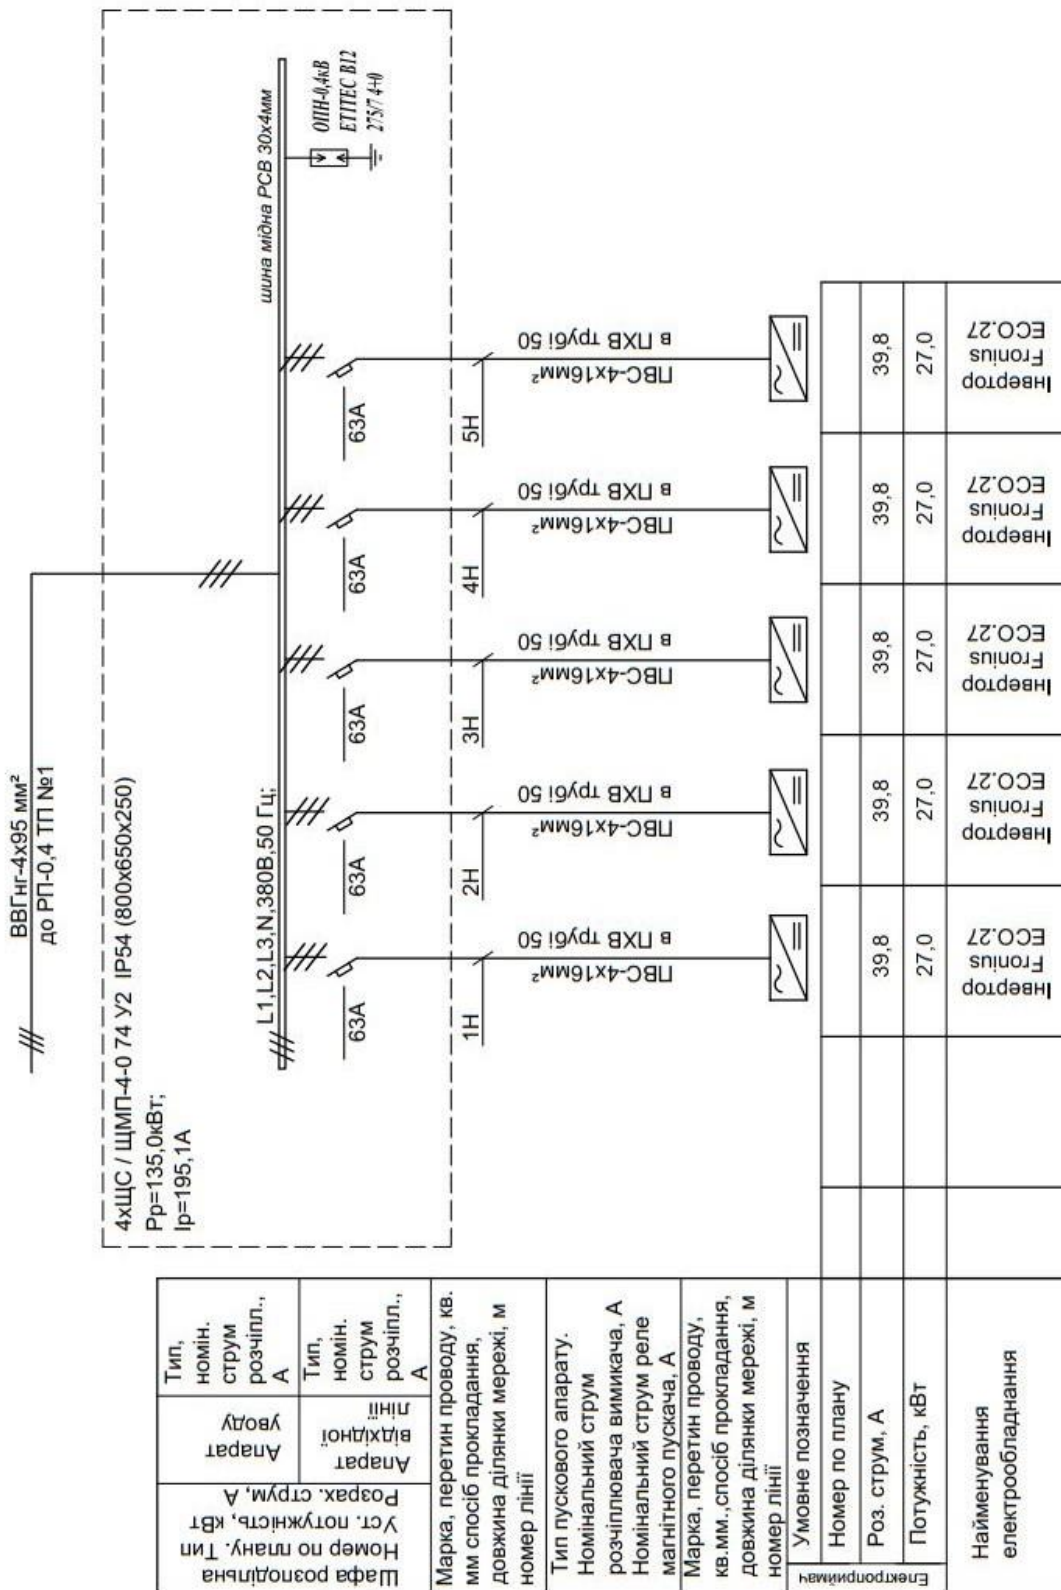 ВВГнг-4х95 мм²
до РП-0,4 ТП №1
4хЩС / ЩМП-4-0 74 У2 IP54 (800х650х250)
Рр=135,0кВт;
Ір=195,1А
L1,L2,L3,N,380В,50 Гц;
шина мідна РСВ 30х4мм
ОПН-0,4кВ
ETITEC B12
275/7 4+0
63А
63А
63А
63А
63А
1Н
2Н
3Н
4Н
5Н
ПВС-4х16мм²
в ПХВ трубі 50
ПВС-4х16мм²
в ПХВ трубі 50
ПВС-4х16мм²
в ПХВ трубі 50
ПВС-4х16мм²
в ПХВ трубі 50
ПВС-4х16мм²
в ПХВ трубі 50
Шафа розподільна
Номер по плану. Тип
Уст. потужність, кВт
Розрах. струм, А
Апарат
уводу
Тип,
номін.
струм
розчіпл.,
А
Апарат
відхідної
лінії
Тип,
номін.
струм
розчіпл.,
А
Марка, перетин проводу, кв.
мм спосіб прокладання,
довжина ділянки мережі, м
номер лінії
Тип пускового апарату.
Номінальний струм
розчіплювача вимикача, А
Номінальний струм реле
магнітного пускача, А
Марка, перетин проводу,
кв.мм.,спосіб прокладання,
довжина ділянки мережі, м
номер лінії
Електроприймач
Умовне позначення
Номер по плану
Роз. струм, А
39,8
39,8
39,8
39,8
39,8
Потужність, кВт
27,0
27,0
27,0
27,0
27,0
Найменування
електрообладнання
Інвертор
Fronius
ECO.27
Інвертор
Fronius
ECO.27
Інвертор
Fronius
ECO.27
Інвертор
Fronius
ECO.27
Інвертор
Fronius
ECO.27